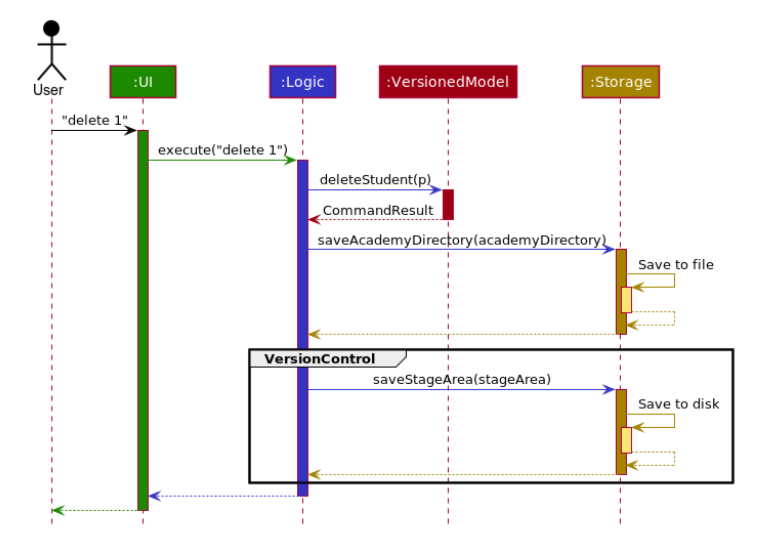 User
:UI
:Logic
:VersionedModel
:Storage
"delete 1"
execute("delete 1")
deleteStudent(p)
CommandResult
saveAcademyDirectory(academyDirectory)
Save to file
VersionControl
saveStageArea(stageArea)
Save to disk